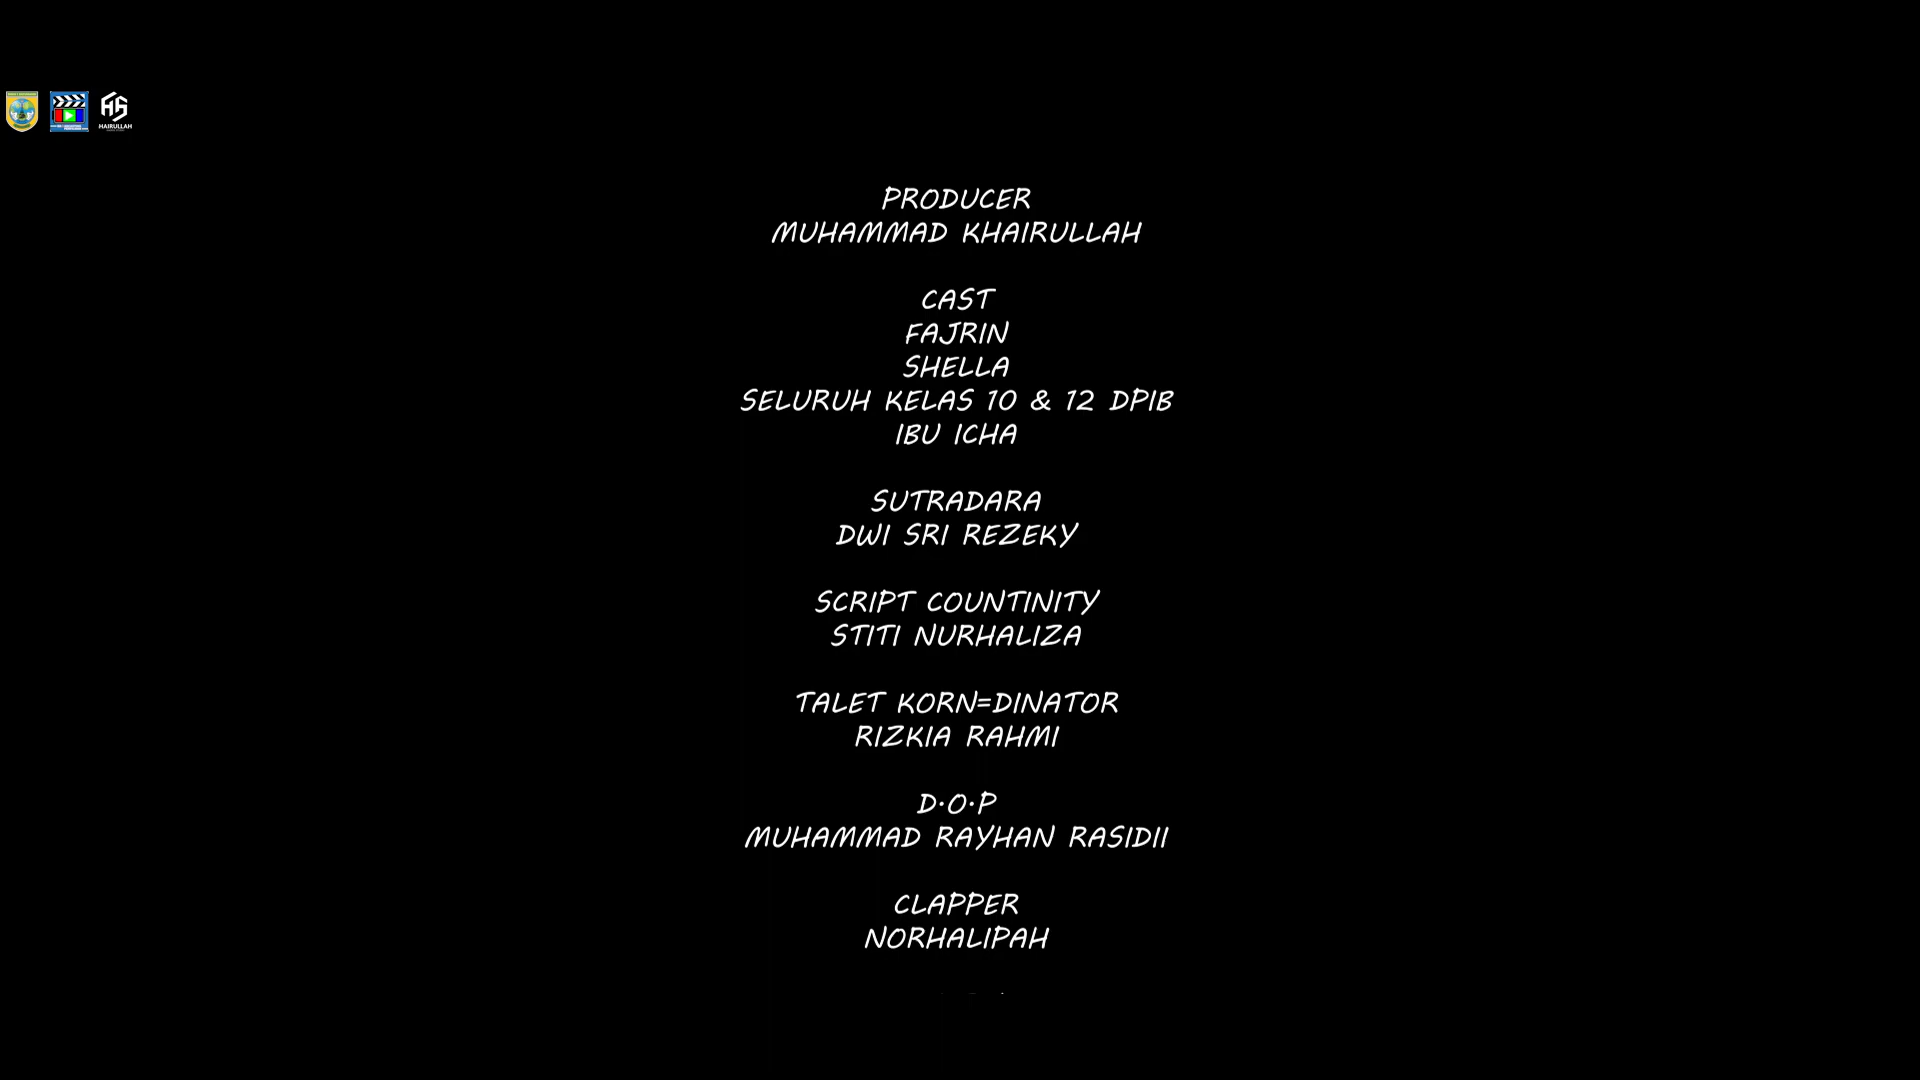 HAIRULLAH
PRODUCER
MUHAMMAD KHAIRULLAH
CAST
FAJRIN
SHELLA
SELURUH KELAS 10 & 12 DPIB
IBU ICHA
SUTRADARA
DWI SRI REZEKY
SCRIPT COUNTINITY
STITI NURHALIZA
TALET KORN=DINATOR
RIZKIA RAHMI
D.O.P
MUHAMMAD RAYHAN RASIDII
CLAPPER
NORHALIPAH